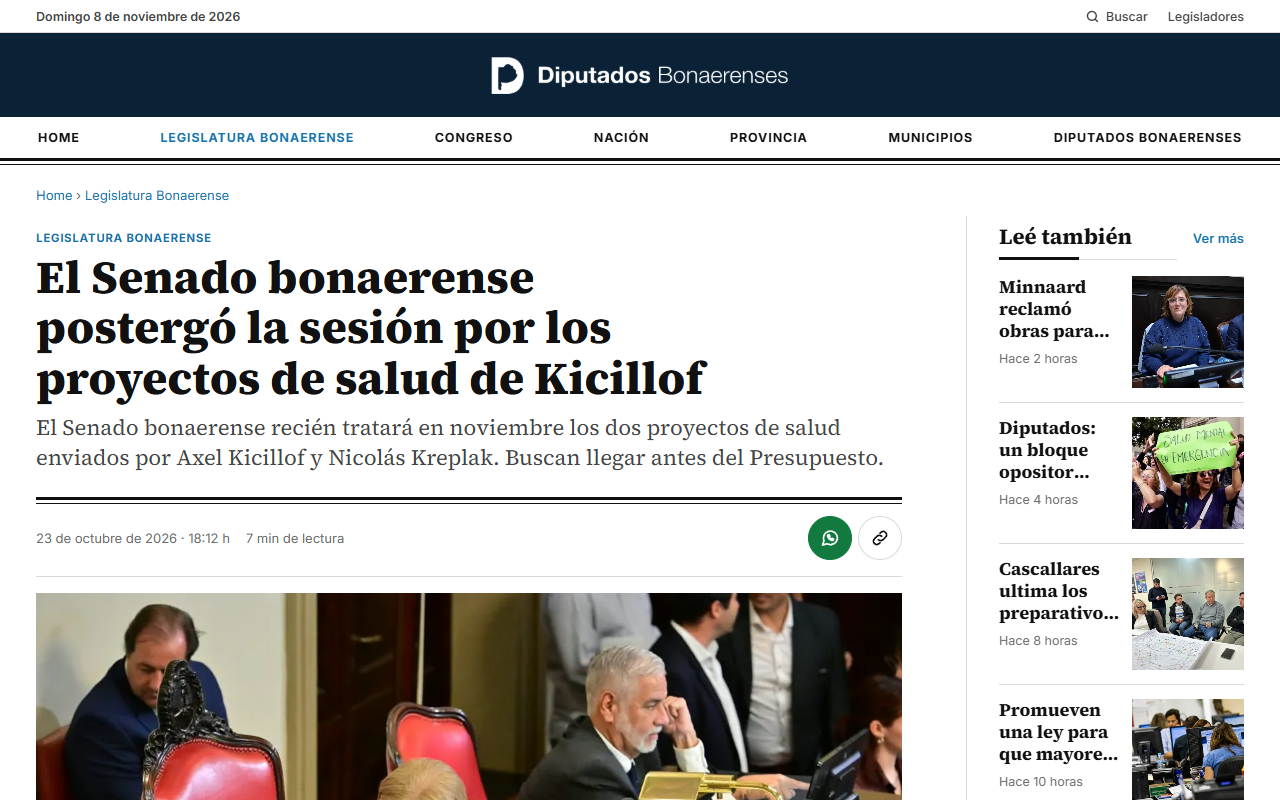 Domingo 8 de noviembre de 2026
Buscar
Legisladores
Diputados Bonaerenses
HOME
LEGISLATURA BONAERENSE
CONGRESO
NACIÓN
PROVINCIA
MUNICIPIOS
DIPUTADOS BONAERENSES
Home › Legislatura Bonaerense
LEGISLATURA BONAERENSE
El Senado bonaerense
postergó la sesión por los
proyectos de salud de Kicillof
El Senado bonaerense recién tratará en noviembre los dos proyectos de salud
enviados por Axel Kicillof y Nicolás Kreplak. Buscan llegar antes del Presupuesto.
23 de octubre de 2026 · 18:12 h
7 min de lectura
Leé también
Ver más
Minnaard
reclamó
obras para...
Hace 2 horas
Diputados:
un bloque
opositor...
Hace 4 horas
SALUD MENTAL
EN EMERGENCIA
Cascallares
ultima los
preparativo...
Hace 8 horas
Promueven
una ley para
que mayore...
Hace 10 horas